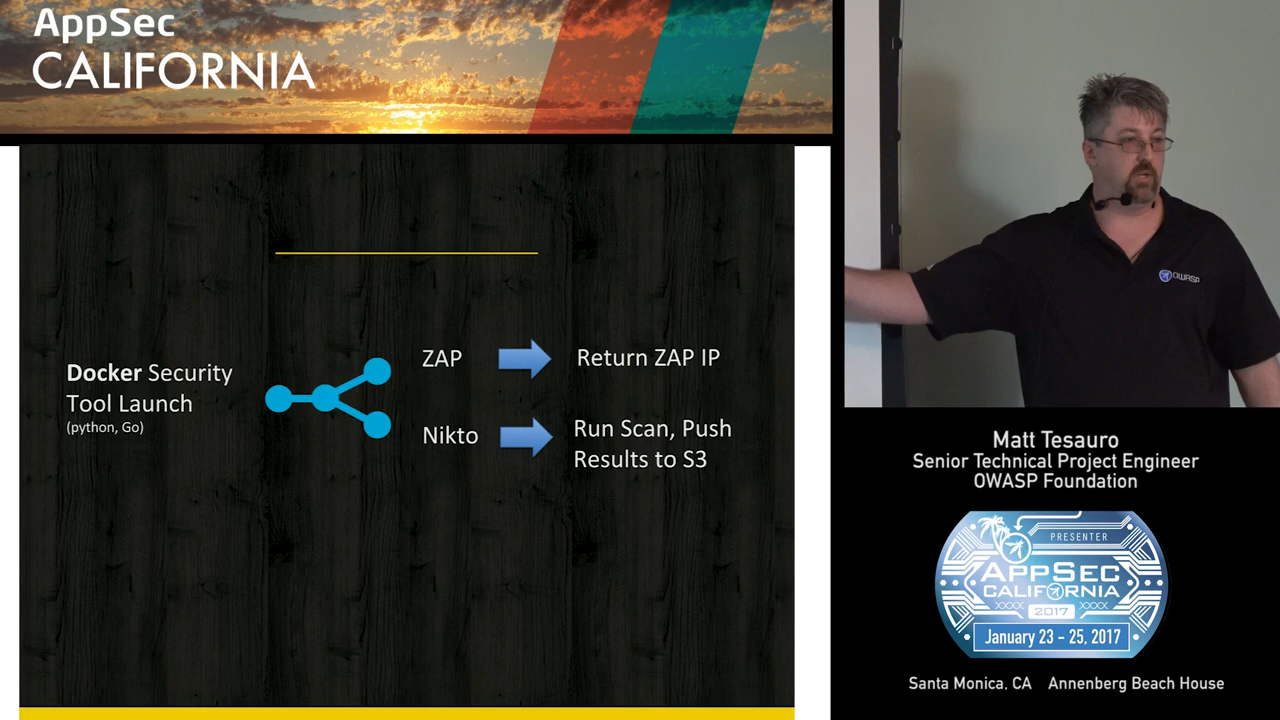 AppSec
CALIFORNIA
Docker Security
Tool Launch
(python, Go)
ZAP
Return ZAP IP
Nikto
Run Scan, Push
Results to S3
OWASP
Matt Tesauro
Senior Technical Project Engineer
OWASP Foundation
PRESENTER
APPSEC
CALIFORNIA
XXXX 2017 XXXX
January 23 - 25, 2017
Santa Monica, CA Annenberg Beach House